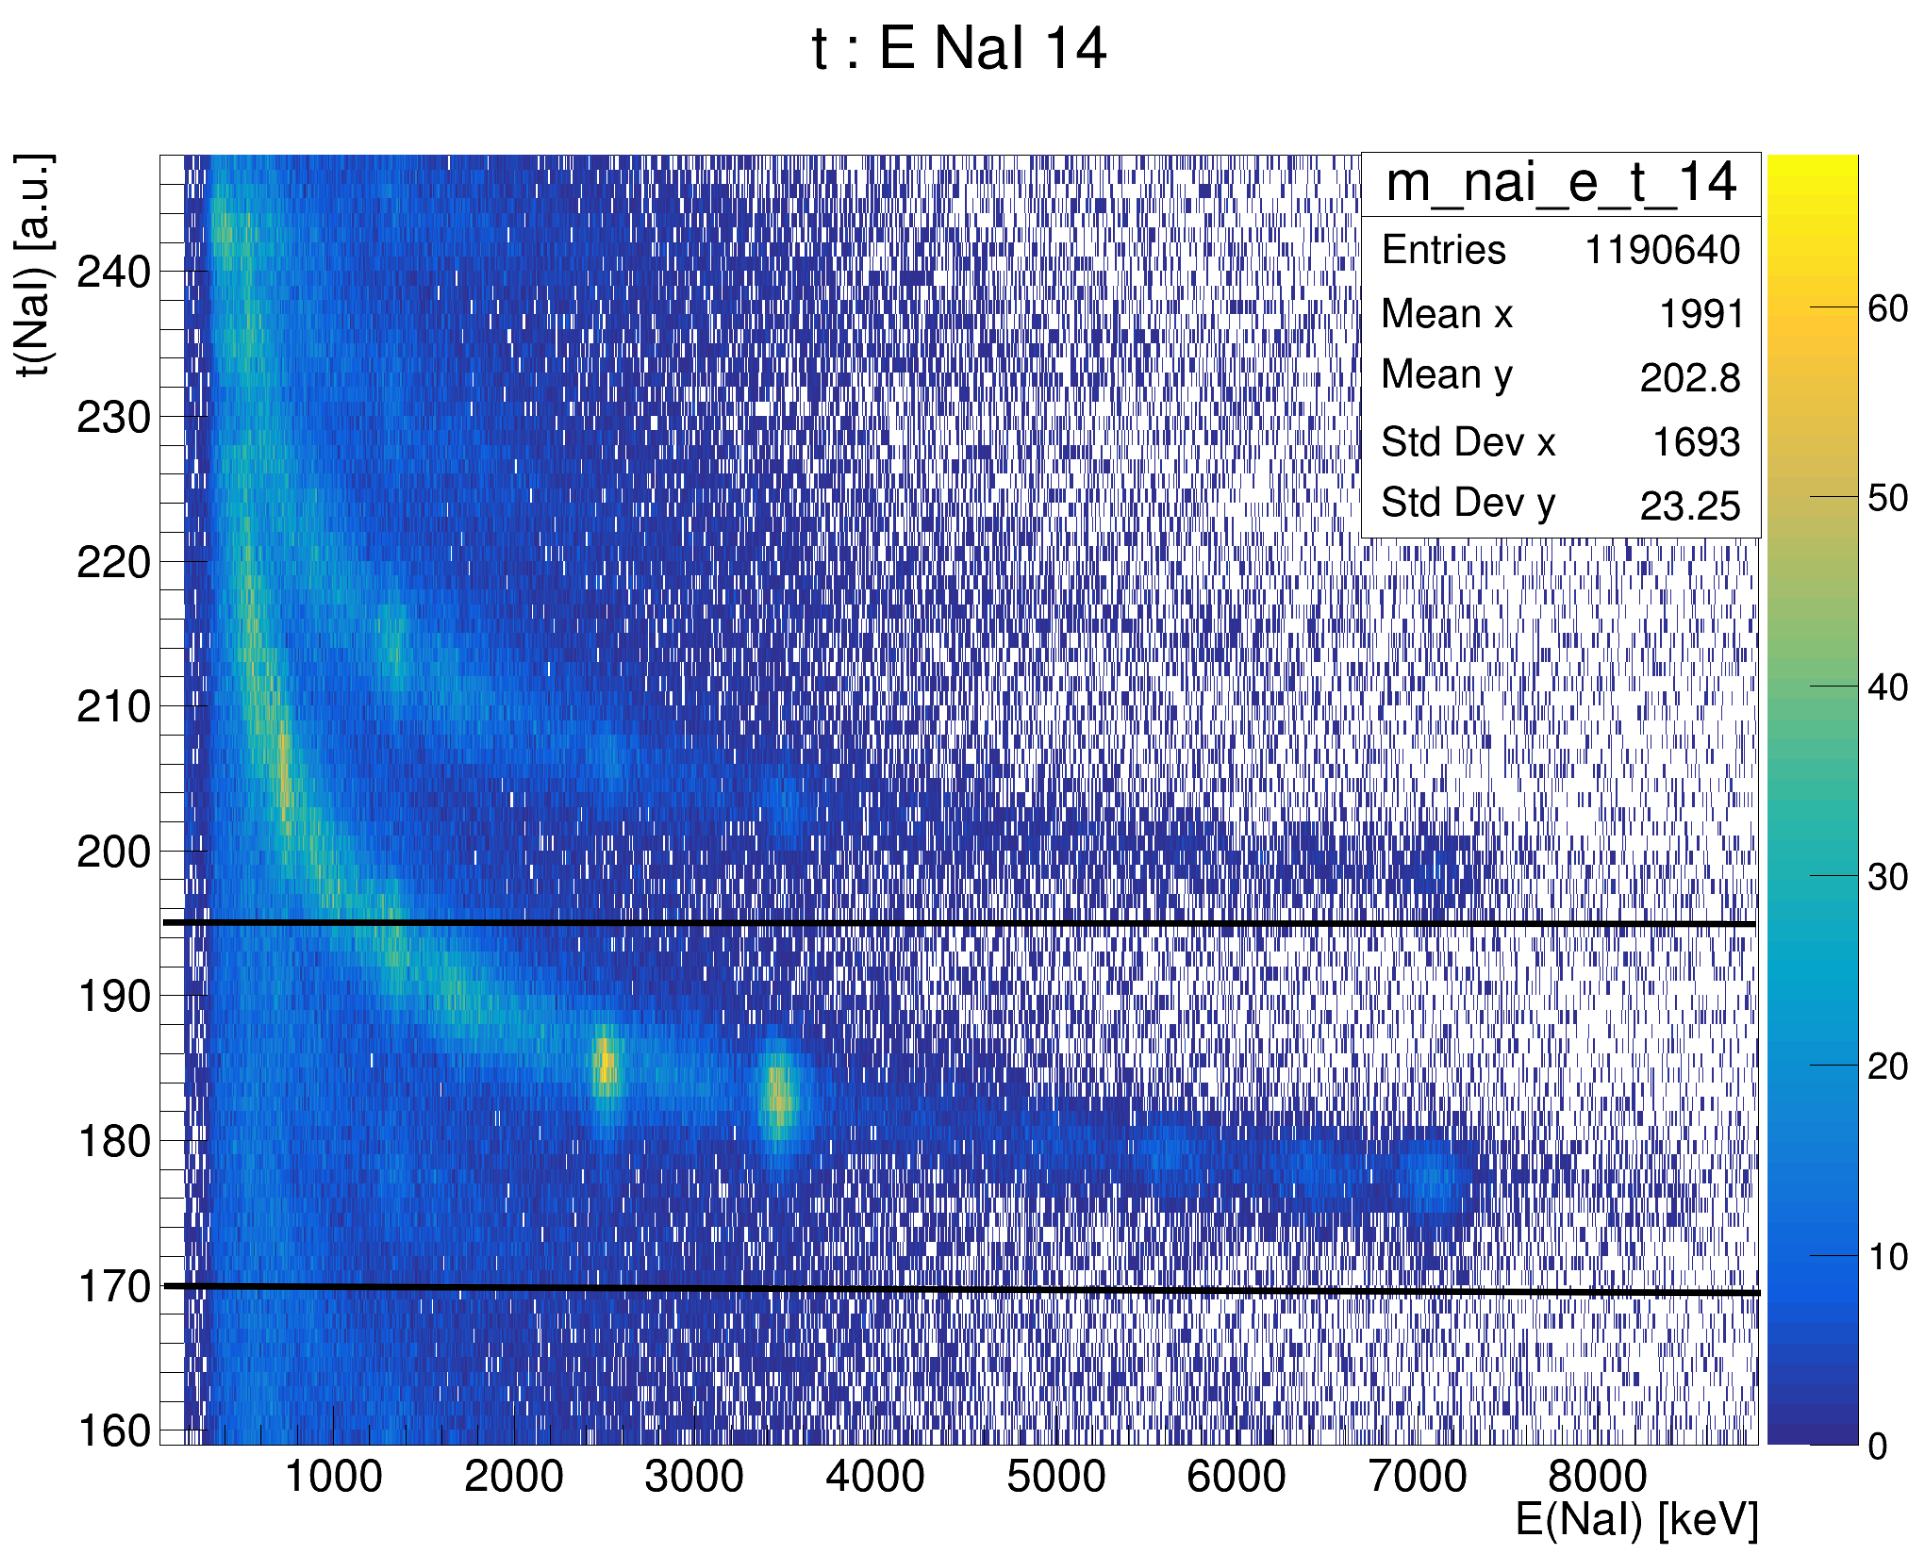 t : E NaI 14
t(NaI) [a.u.]
m_nai_e_t_14
Entries 1190640
Mean x 1991
Mean y 202.8
Std Dev x 1693
Std Dev y 23.25
240
230
220
210
200
190
180
170
160
60
50
40
30
20
10
0
1000 2000 3000 4000 5000 6000 7000 8000
E(NaI) [keV]